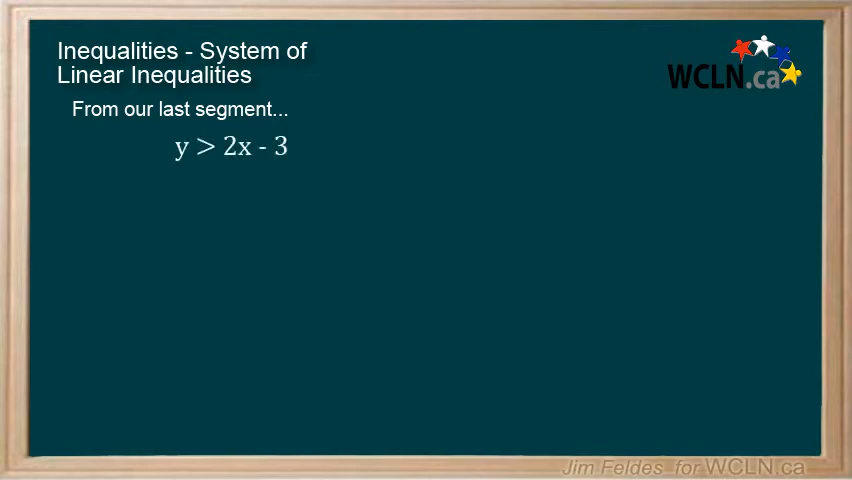 Inequalities - System of
Linear Inequalities
WCLN.ca
From our last segment...
y > 2x - 3
Jim Feldes for WCLN.ca